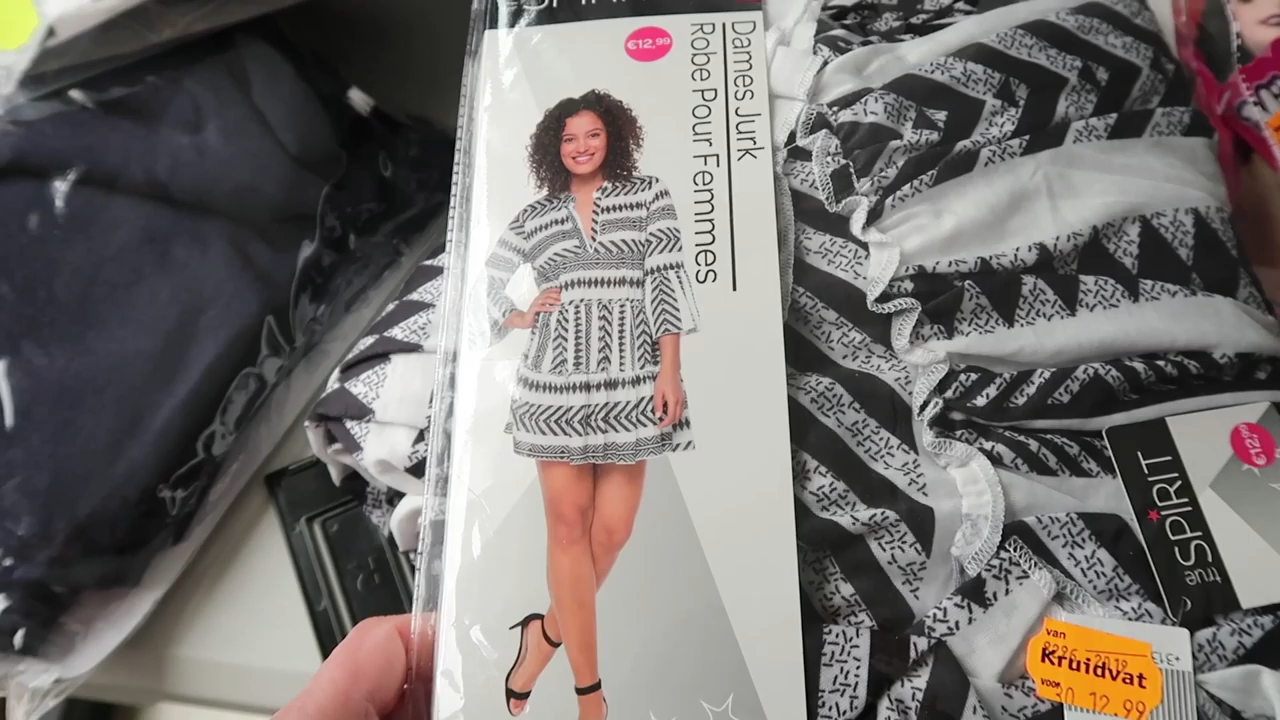 €12,99
Dames Jurk
Robe Pour Femmes
€12,99
true SPIRIT
van
Kruidvat
voor
12.99